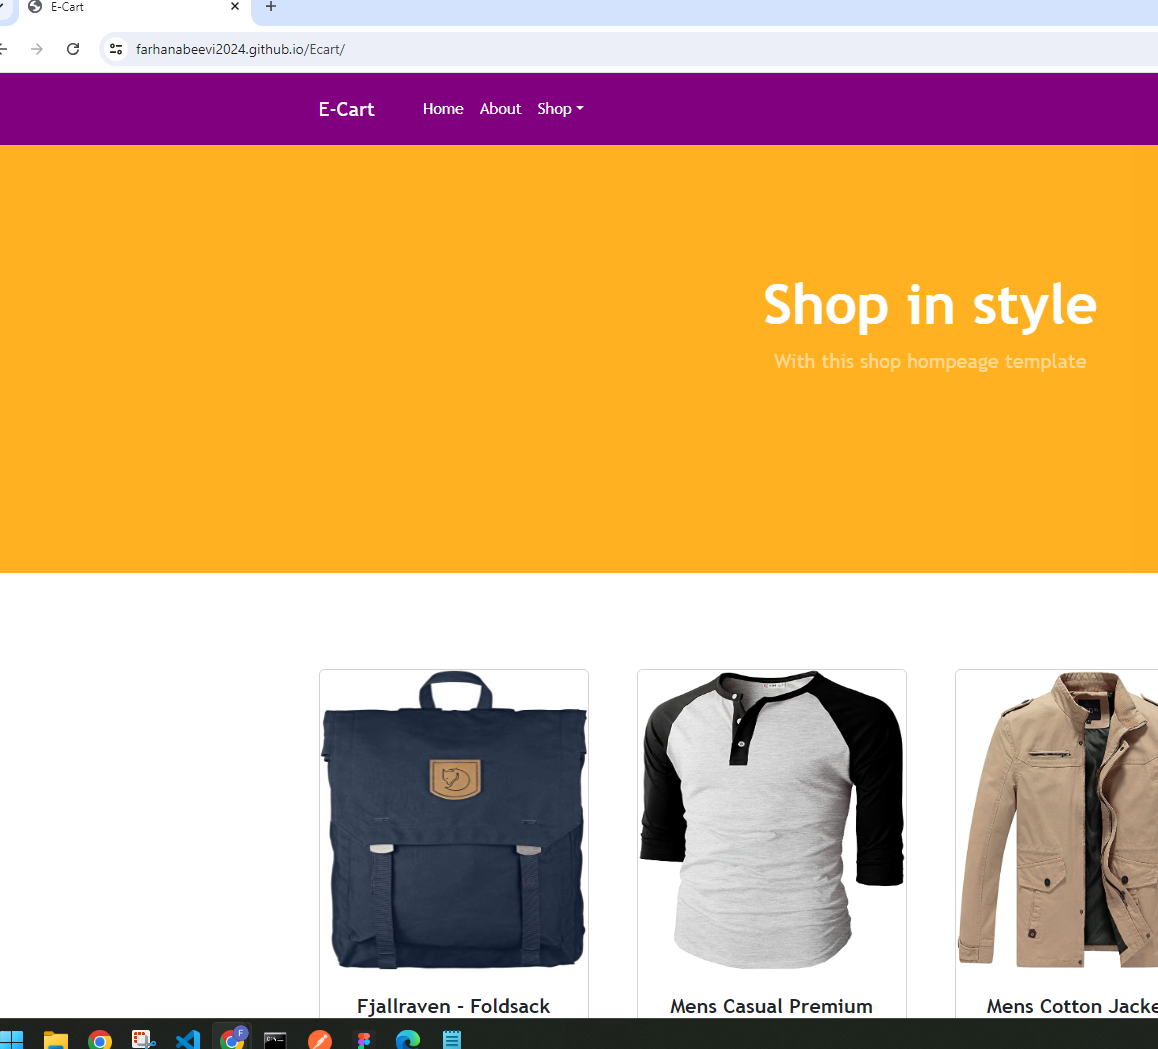 E-Cart
farhanabeevi2024.github.io/Ecart/
E-Cart Home About Shop
Shop in style
With this shop hompeage template
Fjallraven - Foldsack
Mens Casual Premium
Mens Cotton Jacke
F